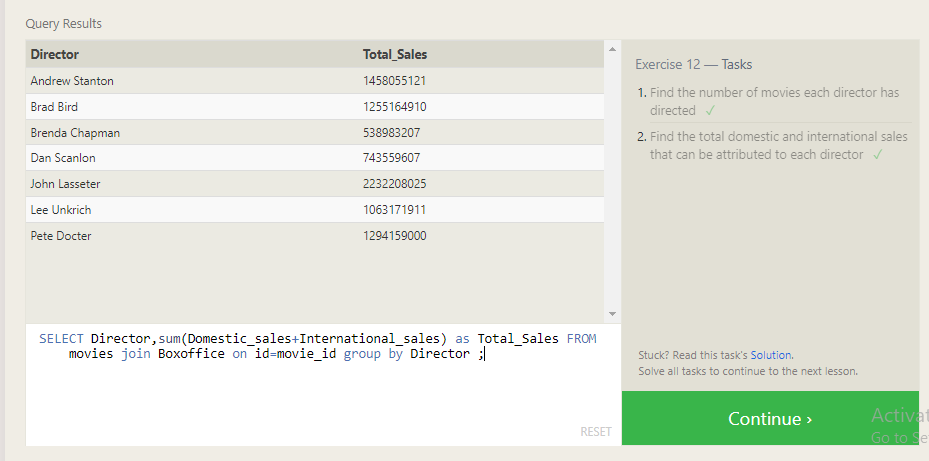 Query Results
Director Total_Sales
Andrew Stanton 1458055121
Brad Bird 1255164910
Brenda Chapman 538983207
Dan Scanlon 743559607
John Lasseter 2232208025
Lee Unkrich 1063171911
Pete Docter 1294159000
SELECT Director,sum(Domestic_sales+International_sales) as Total_Sales FROM
movies join Boxoffice on id=movie_id group by Director ;
RESET
Exercise 12 — Tasks
1. Find the number of movies each director has
directed ✓
2. Find the total domestic and international sales
that can be attributed to each director ✓
Stuck? Read this task's Solution.
Solve all tasks to continue to the next lesson.
Continue ›
Activat
Go to Se